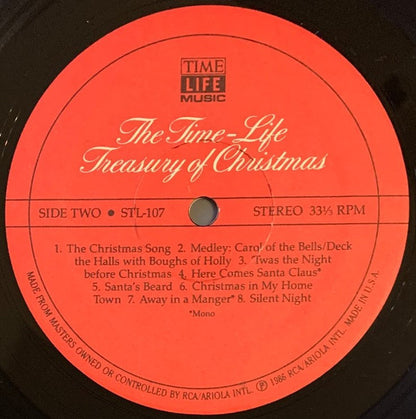 TIME
LIFE
MUSIC
The Time-Life
Treasury of Christmas
SIDE TWO • STL-107 STEREO 33⅓ RPM
1. The Christmas Song 2. Medley: Carol of the Bells/Deck
the Halls with Boughs of Holly 3. 'Twas the Night
before Christmas 4. Here Comes Santa Claus*
5. Santa's Beard 6. Christmas in My Home
Town 7. Away in a Manger* 8. Silent Night
*Mono
MADE FROM MASTERS OWNED OR CONTROLLED BY RCA/ARIOLA INTL. ℗ 1986 RCA/ARIOLA INTL. MADE IN U.S.A.